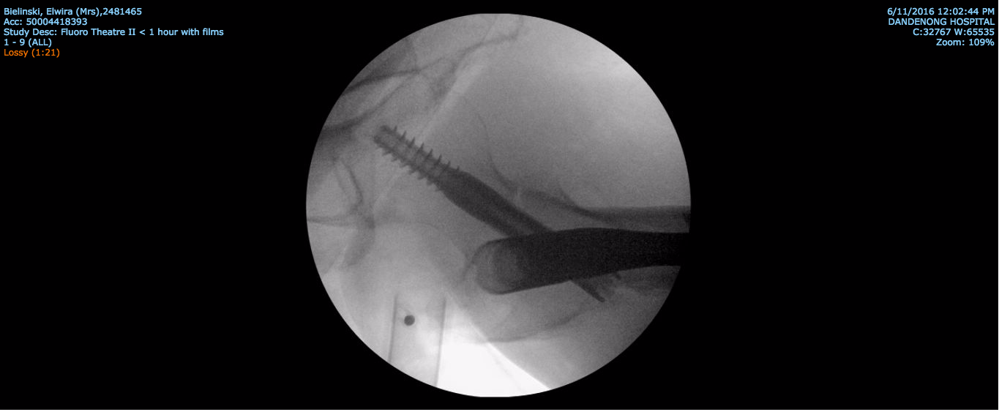 Bielinski, Elwira (Mrs),2481465
Acc: 50004418393
Study Desc: Fluoro Theatre II < 1 hour with films
1 - 9 (ALL)
Lossy (1:21)
6/11/2016 12:02:44 PM
DANDENONG HOSPITAL
C:32767 W:65535
Zoom: 109%